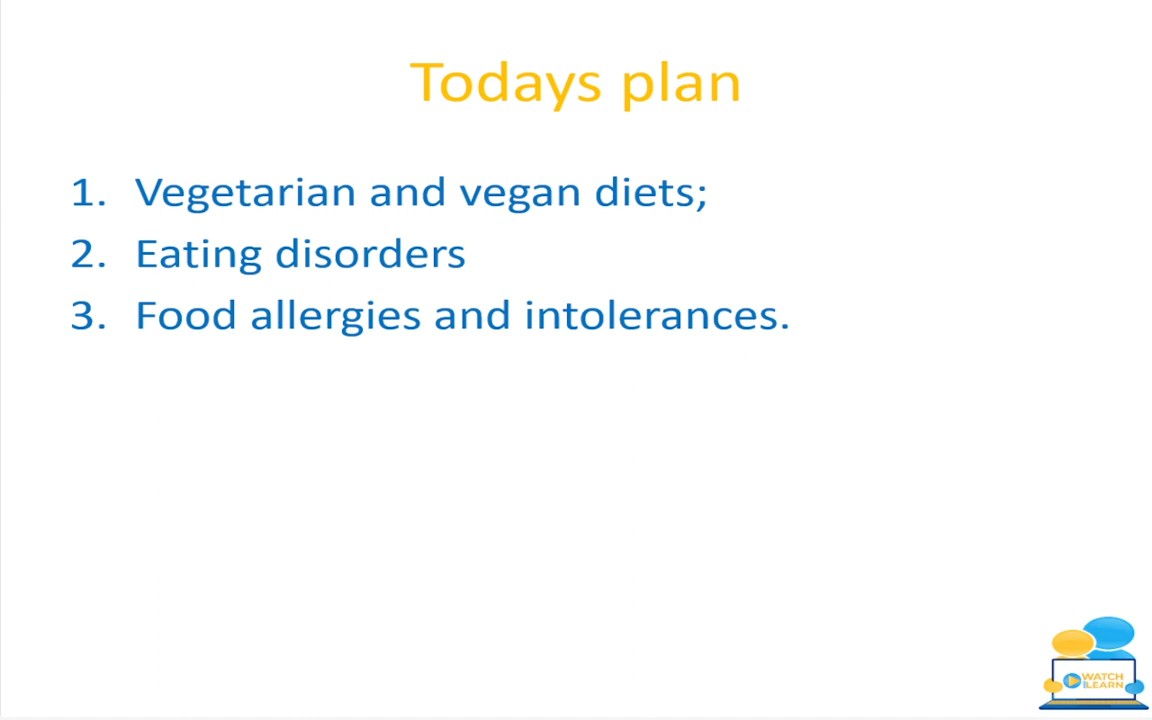 Todays plan
1. Vegetarian and vegan diets;
2. Eating disorders
3. Food allergies and intolerances.
WATCH
LEARN